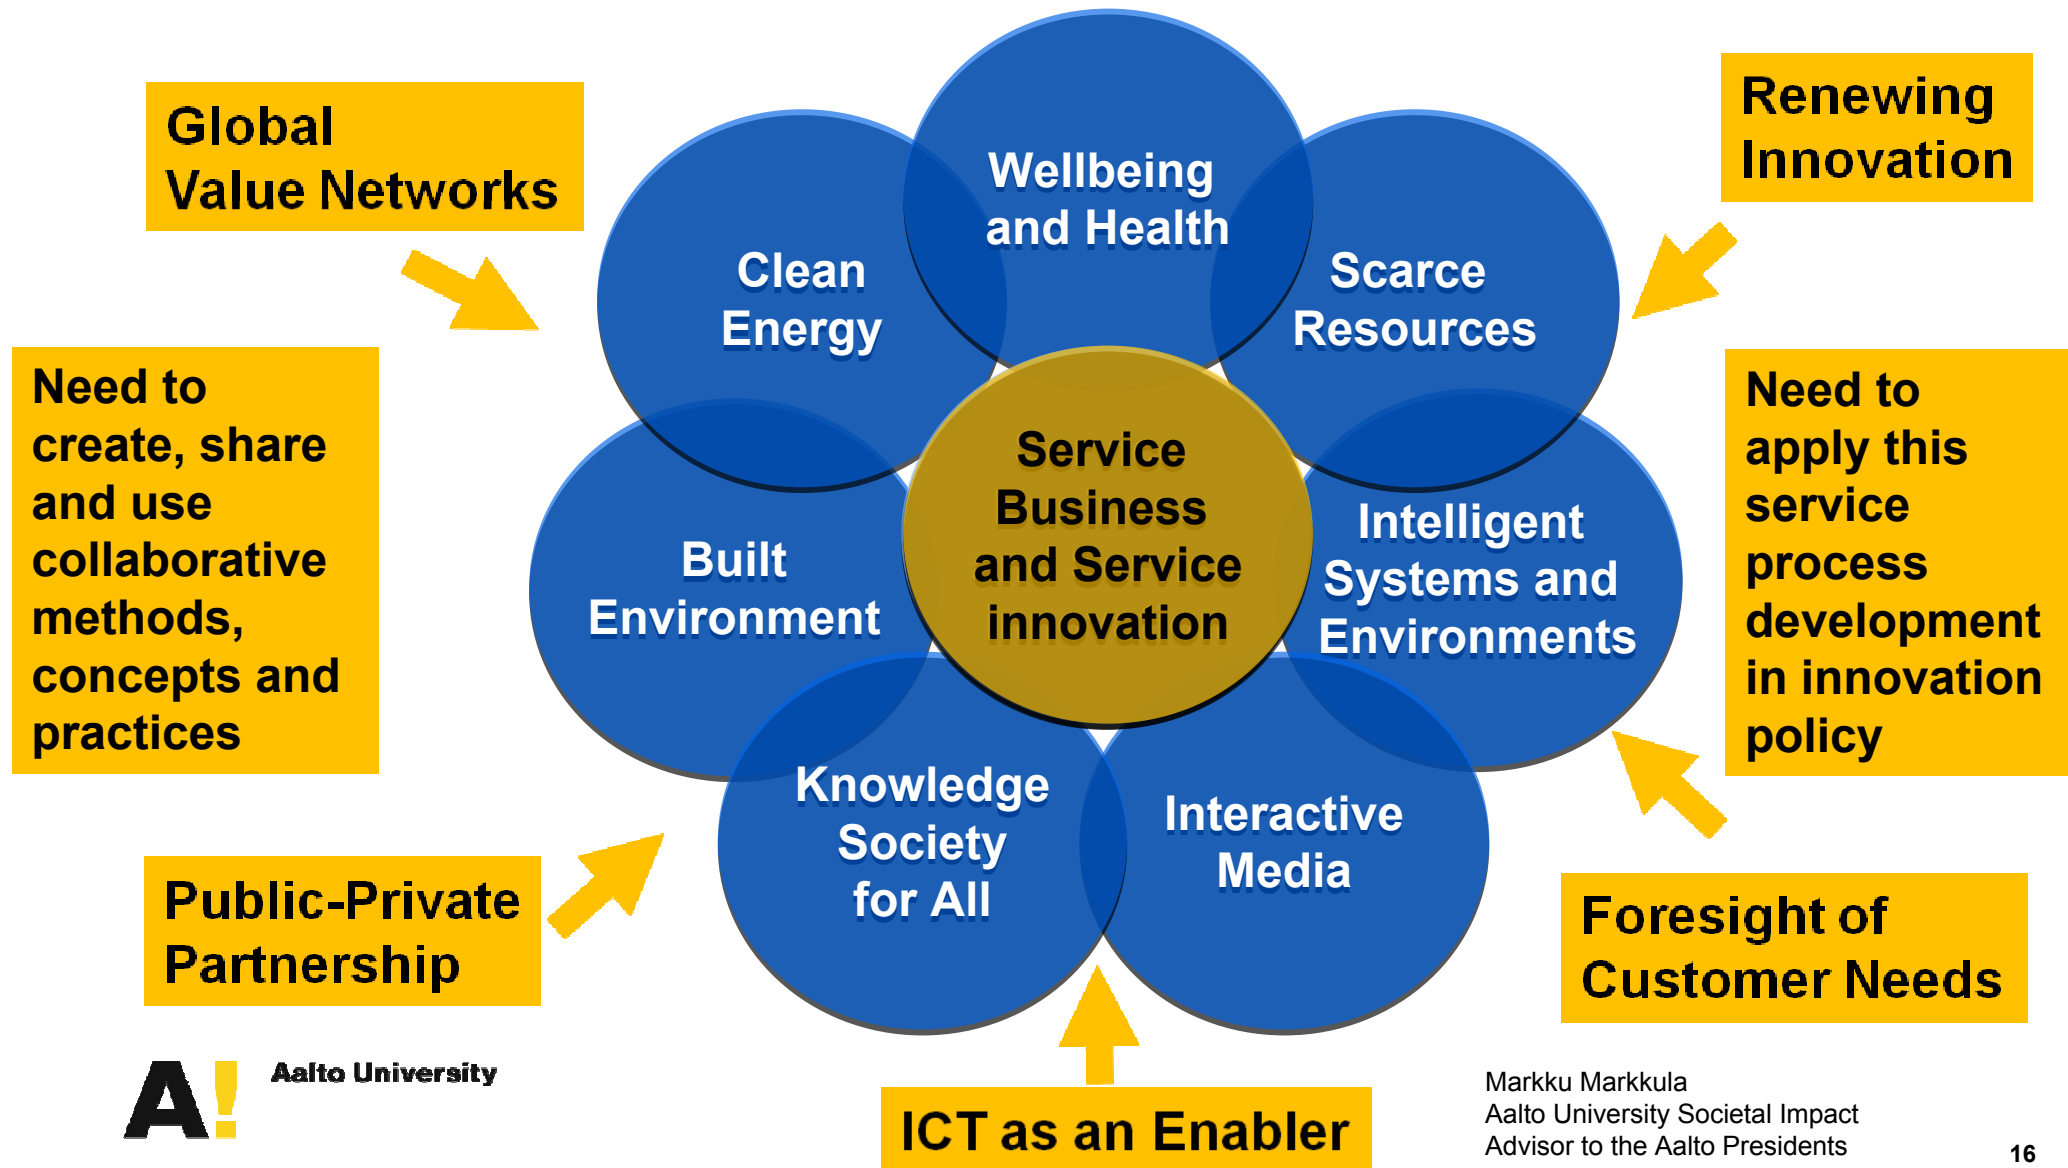 Global
Value Networks
Renewing
Innovation
Wellbeing
and Health
Clean
Energy
Scarce
Resources
Need to
create, share
and use
collaborative
methods,
concepts and
practices
Service
Business
and Service
innovation
Need to
apply this
service
process
development
in innovation
policy
Built
Environment
Intelligent
Systems and
Environments
Knowledge
Society
for All
Interactive
Media
Public-Private
Partnership
Foresight of
Customer Needs
ICT as an Enabler
A! Aalto University
Markku Markkula
Aalto University Societal Impact
Advisor to the Aalto Presidents
16